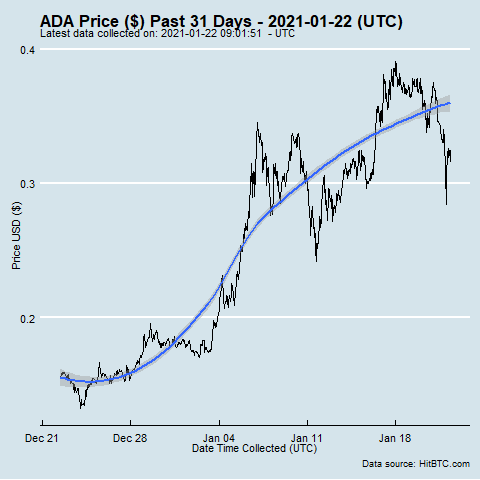 ADA Price ($) Past 31 Days - 2021-01-22 (UTC)
Latest data collected on: 2021-01-22 09:01:51 - UTC
0.4
0.3
0.2
Price USD ($)
Dec 21
Dec 28
Jan 04
Jan 11
Jan 18
Date Time Collected (UTC)
Data source: HitBTC.com